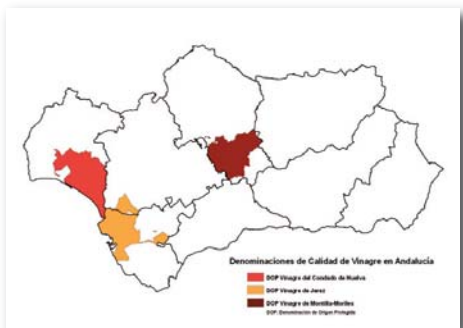 Denominaciones de Calidad de Vinagre en Andalucía
DOP Vinagre del Condado de Huelva
DOP Vinagre de Jerez
DOP Vinagre de Montilla-Moriles
DOP: Denominación de Origen Protegida